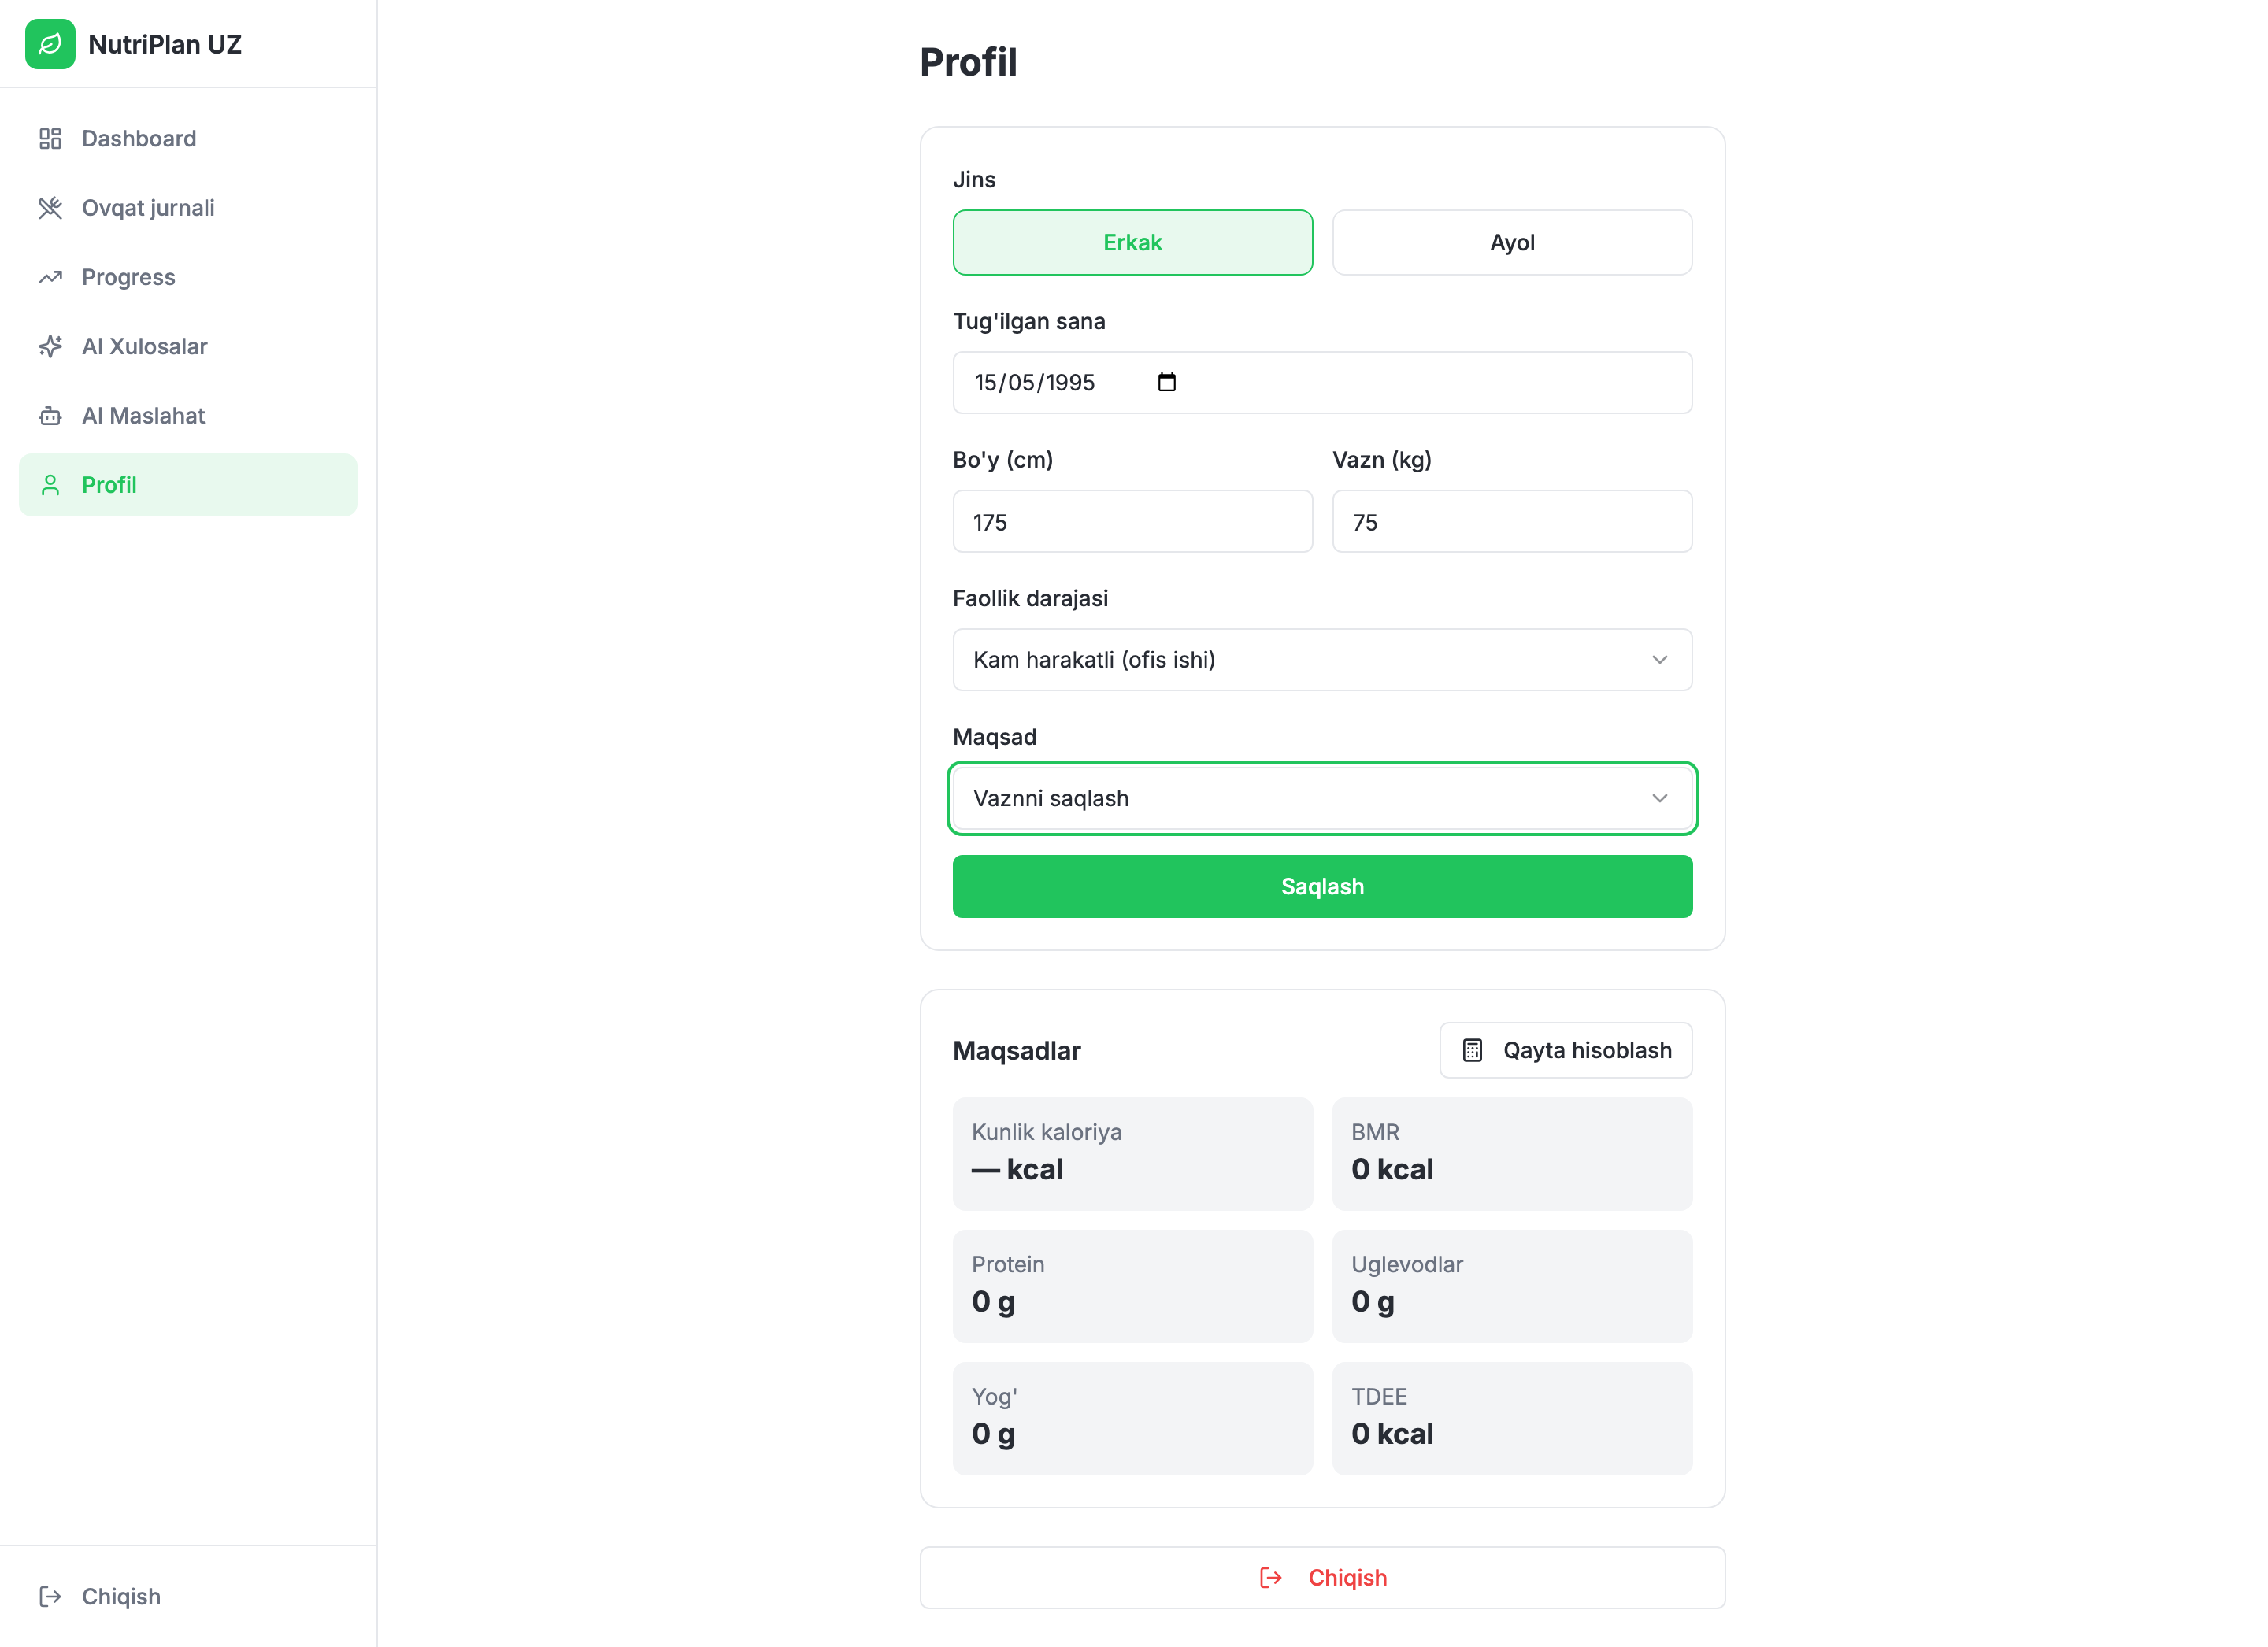 NutriPlan UZ
Dashboard
Ovqat jurnali
Progress
AI Xulosalar
AI Maslahat
Profil
Chiqish
Profil
Jins
Erkak
Ayol
Tug'ilgan sana
15/05/1995
Bo'y (cm)
Vazn (kg)
175
75
Faollik darajasi
Kam harakatli (ofis ishi)
Maqsad
Vaznni saqlash
Saqlash
Maqsadlar
Qayta hisoblash
Kunlik kaloriya
— kcal
BMR
0 kcal
Protein
0 g
Uglevodlar
0 g
Yog'
0 g
TDEE
0 kcal
Chiqish